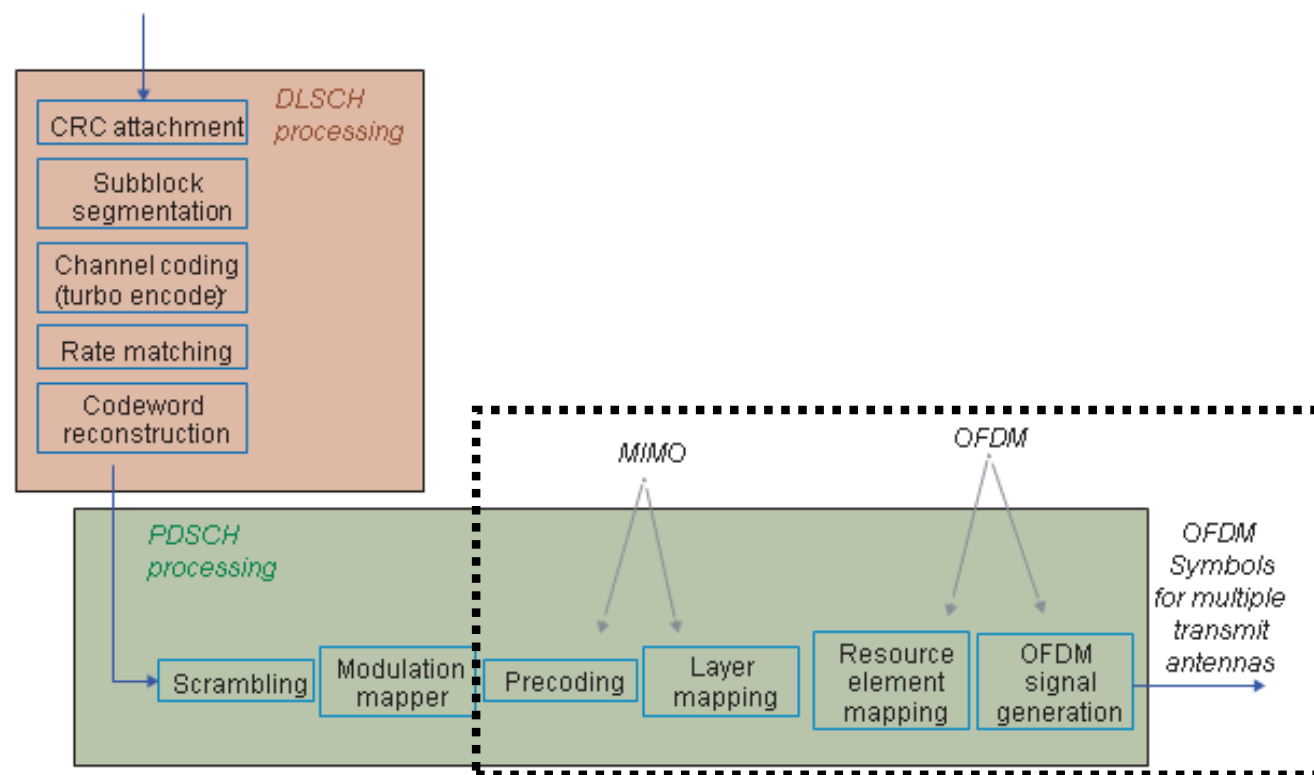 DLSCH
processing
CRC attachment
Subblock
segmentation
Channel coding
(turbo encode)
Rate matching
Codeword
reconstruction
MIMO
OFDM
PDSCH
processing
OFDM
Symbols
for multiple
transmit
antennas
Scrambling
Modulation
mapper
Precoding
Layer
mapping
Resource
element
mapping
OFDM
signal
generation